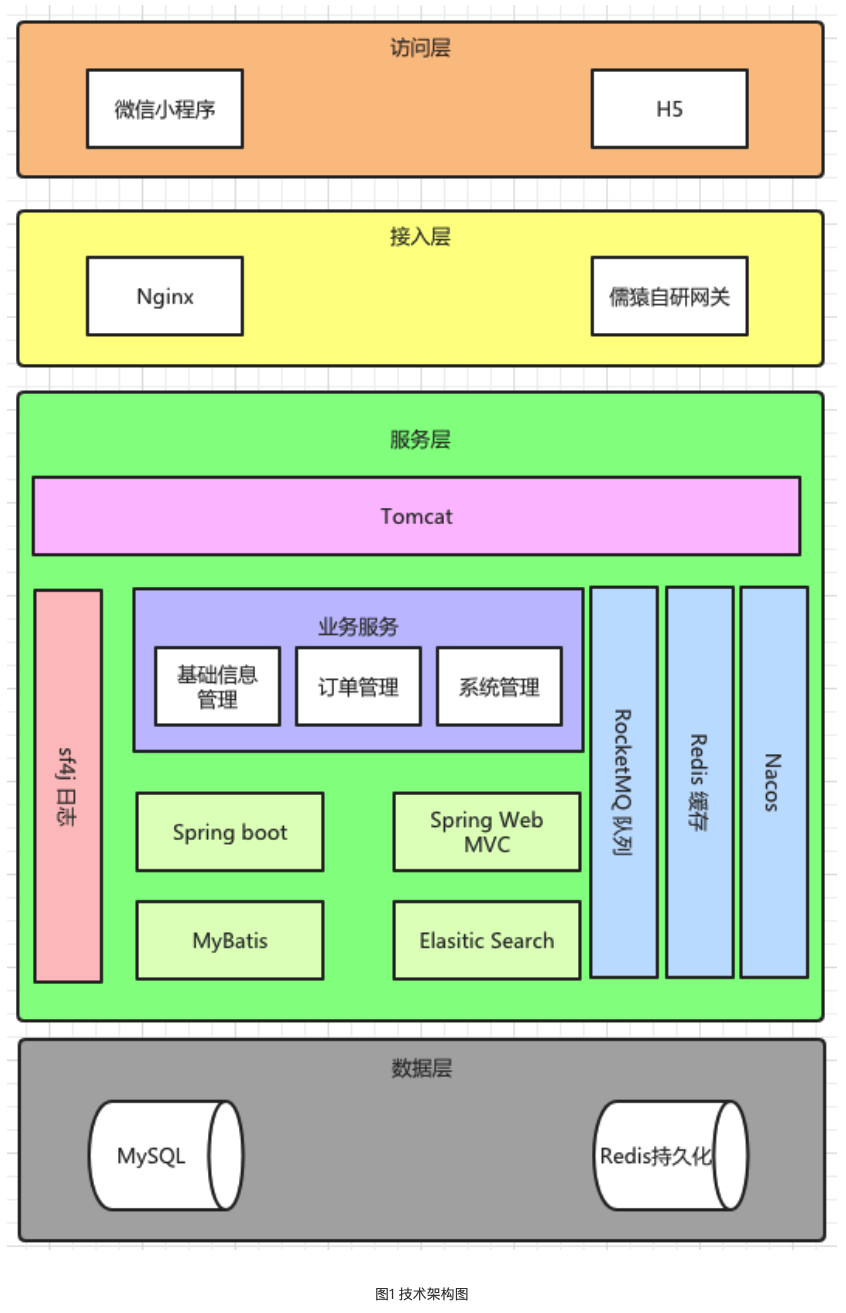 访问层
微信小程序
H5
接入层
Nginx
儒猿自研网关
服务层
Tomcat
sf4j 日志
业务服务
基础信息
管理
订单管理
系统管理
Spring boot
Spring Web
MVC
MyBatis
Elasitic Search
RocketMQ 队列
Redis 缓存
Nacos
数据层
MySQL
Redis持久化
图1 技术架构图